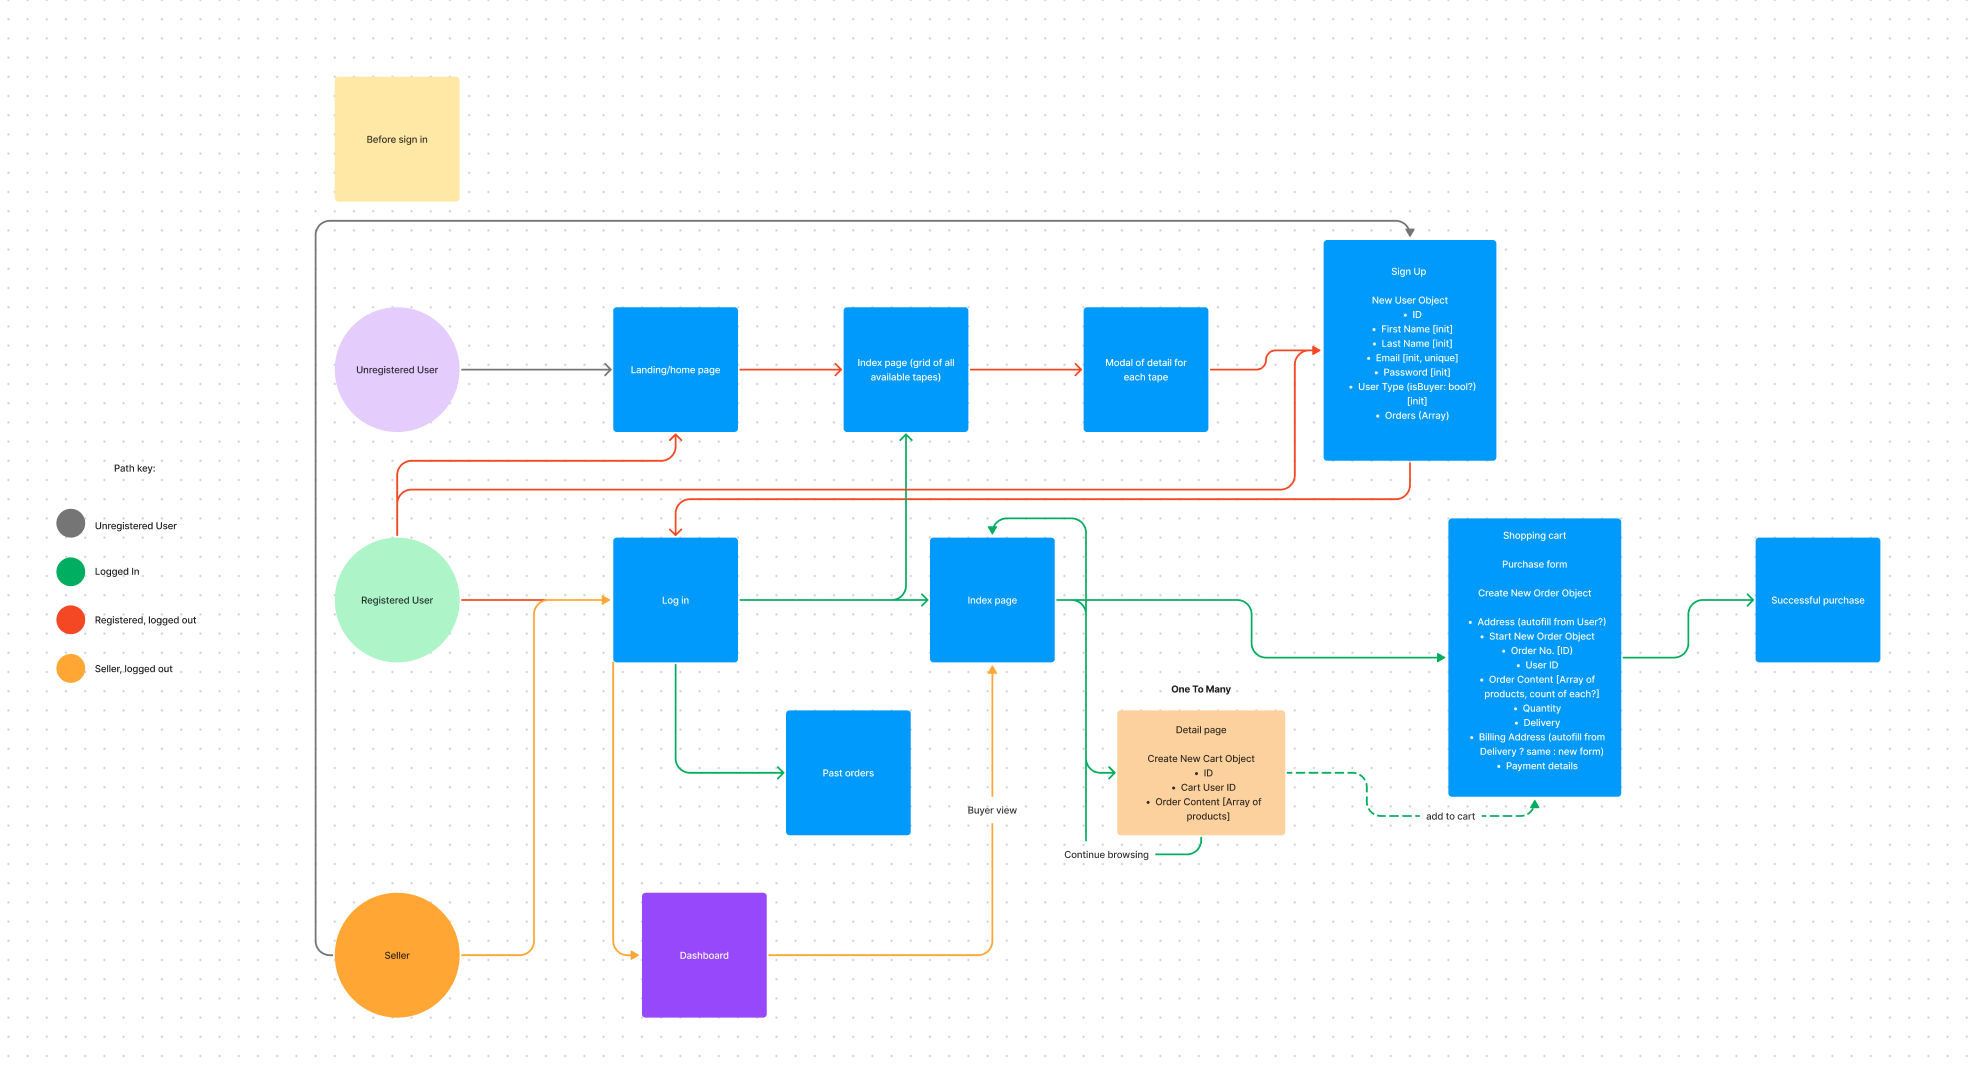 Before sign in
Sign Up
New User Object
• ID
• First Name [init]
• Last Name [init]
• Email [init, unique]
• Password [init]
• User Type (isBuyer: bool?)
[init]
• Orders (Array)
Unregistered User
Landing/home page
Index page (grid of all
available tapes)
Modal of detail for
each tape
Path key:
Unregistered User
Logged In
Registered, logged out
Seller, logged out
Registered User
Log in
Index page
Shopping cart
Purchase form
Create New Order Object
• Address (autofill from User?)
• Start New Order Object
• Order No. [ID)
• User ID
• Order Content [Array of
products, count of each?]
• Quantity
• Delivery
• Billing Address (autofill from
Delivery ? same : new form)
• Payment details
Successful purchase
One To Many
Detail page
Create New Cart Object
• ID
• Cart User ID
• Order Content [Array of
products]
Past orders
Buyer view
add to cart
Continue browsing
Seller
Dashboard